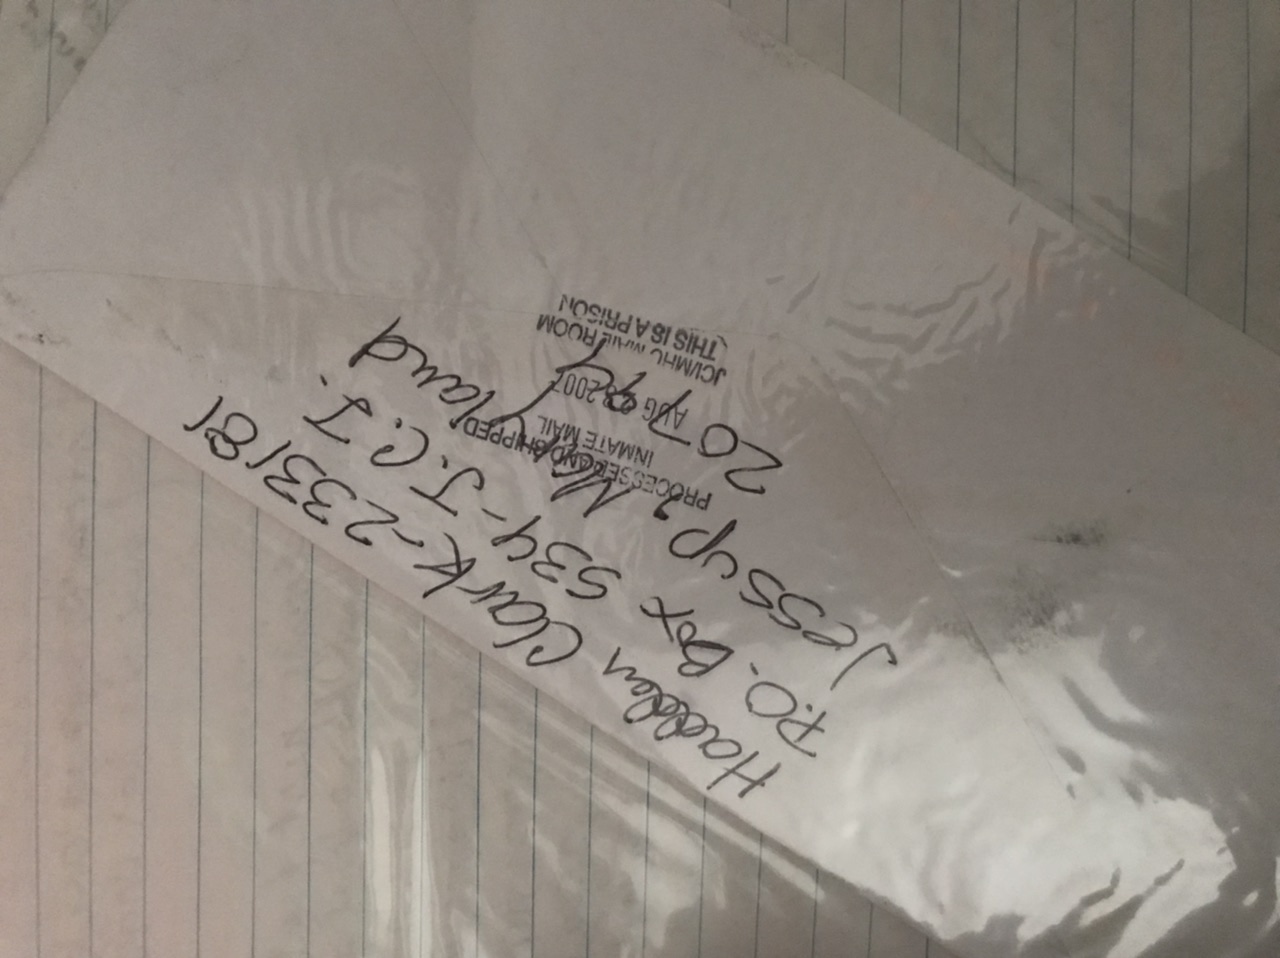 Hadden Clark-233181
P.O. Box 534-J.C.I.
Jessup, Maryland
20794
PROCESSED AND SHIPPED
INMATE MAIL
AUG 2007
JCI/MHC MAIL ROOM
THIS IS A PRISON